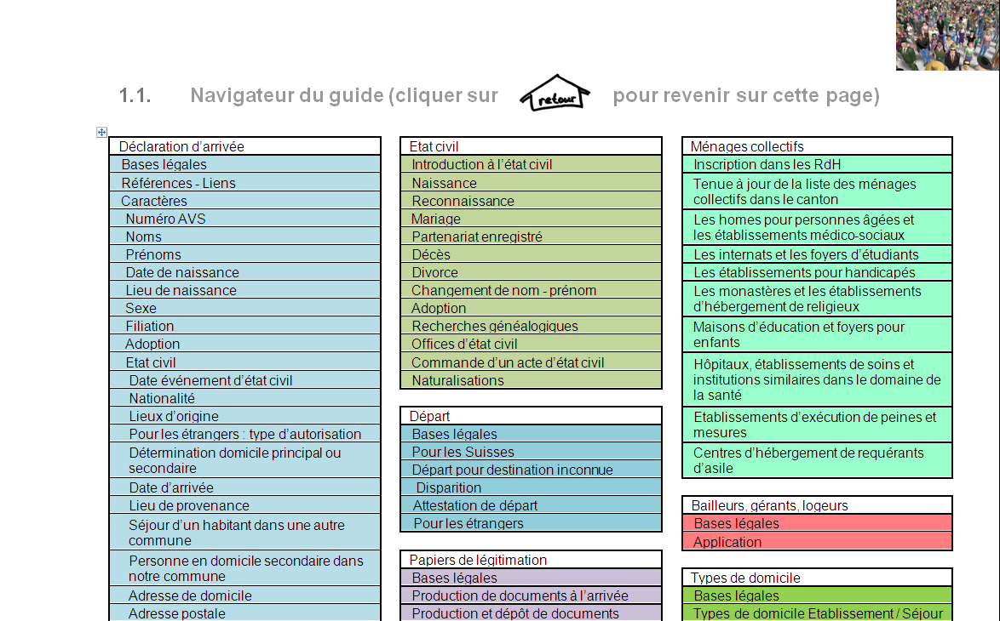 1.1. Navigateur du guide (cliquer sur retour pour revenir sur cette page)
Déclaration d’arrivée
Bases légales
Références - Liens
Caractères
Numéro AVS
Noms
Prénoms
Date de naissance
Lieu de naissance
Sexe
Filiation
Adoption
Etat civil
Date événement d’état civil
Nationalité
Lieux d’origine
Pour les étrangers : type d’autorisation
Détermination domicile principal ou
secondaire
Date d’arrivée
Lieu de provenance
Séjour d’un habitant dans une autre
commune
Personne en domicile secondaire dans
notre commune
Adresse de domicile
Adresse postale
Etat civil
Introduction à l’état civil
Naissance
Reconnaissance
Mariage
Partenariat enregistré
Décès
Divorce
Changement de nom - prénom
Adoption
Recherches généalogiques
Offices d’état civil
Commande d’un acte d’état civil
Naturalisations
Départ
Bases légales
Pour les Suisses
Départ pour destination inconnue
Disparition
Attestation de départ
Pour les étrangers
Papiers de légitimation
Bases légales
Production de documents à l’arrivée
Production et dépôt de documents
Ménages collectifs
Inscription dans les RdH
Tenue à jour de la liste des ménages
collectifs dans le canton
Les homes pour personnes âgées et
les établissements médico-sociaux
Les internats et les foyers d’étudiants
Les établissements pour handicapés
Les monastères et les établissements
d’hébergement de religieux
Maisons d’éducation et foyers pour
enfants
Hôpitaux, établissements de soins et
institutions similaires dans le domaine de
la santé
Etablissements d’exécution de peines et
mesures
Centres d’hébergement de requérants
d’asile
Bailleurs, gérants, logeurs
Bases légales
Application
Types de domicile
Bases légales
Types de domicile Etablissement / Séjour